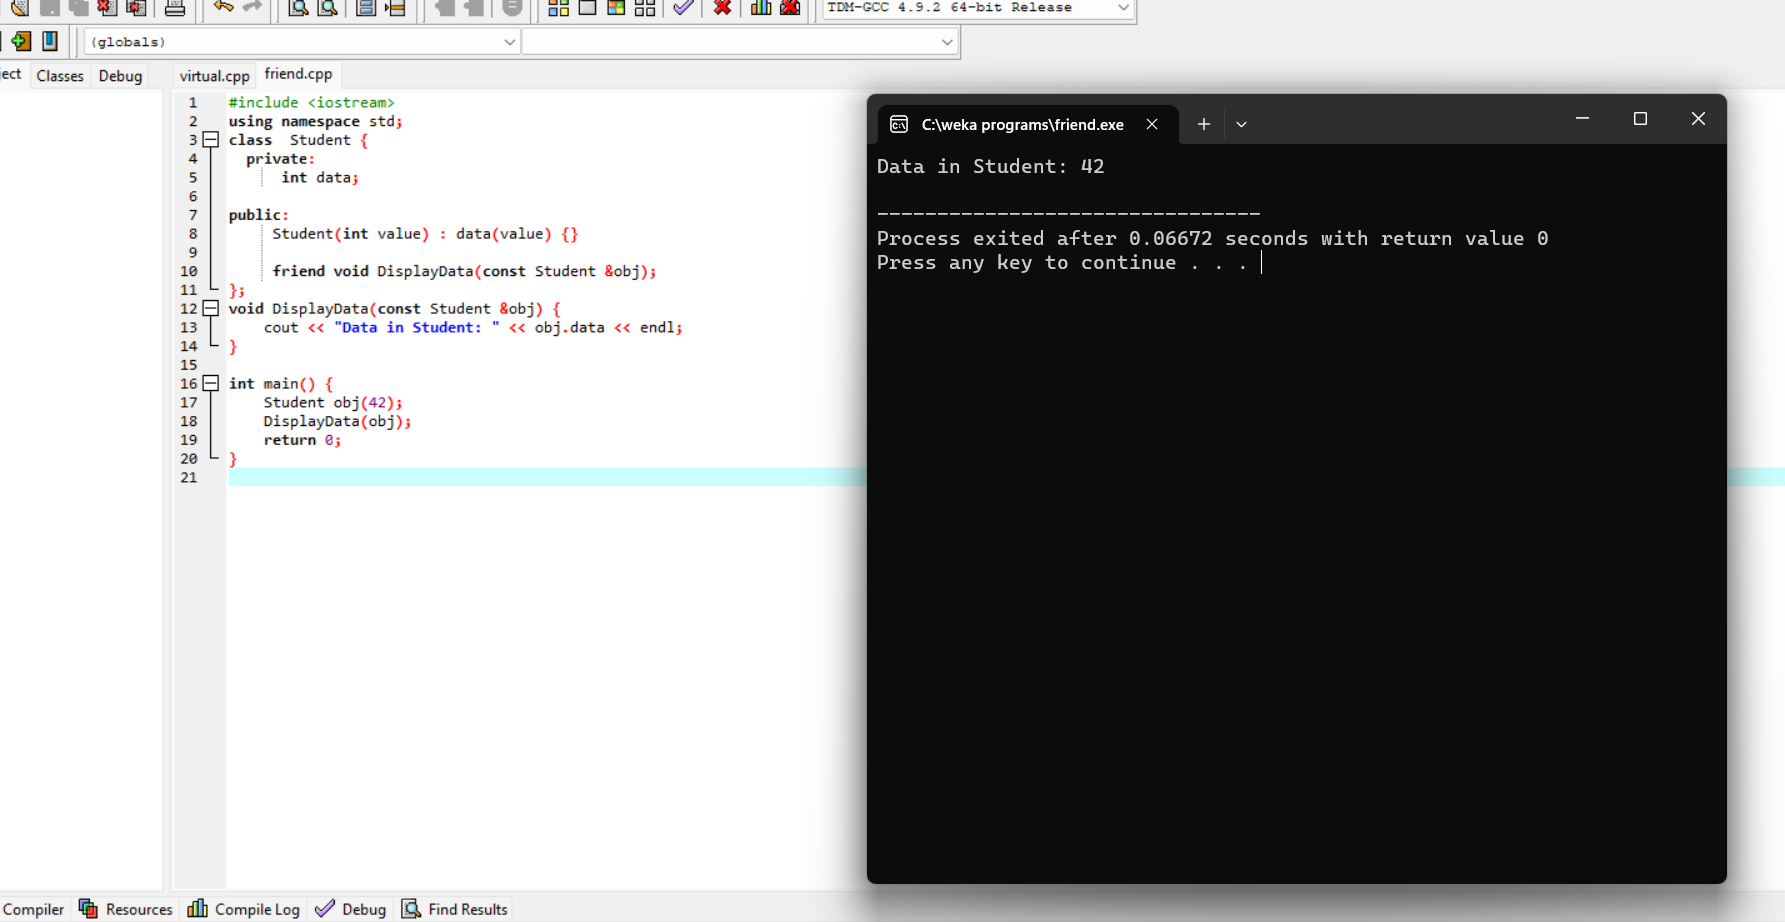 TDM-GCC 4.9.2 64-bit Release
(globals)
ject Classes Debug virtual.cpp friend.cpp
1 #include <iostream>
2 using namespace std;
3 class  Student {
4   private:
5       int data;
6
7 public:
8      Student(int value) : data(value) {}
9
10      friend void DisplayData(const Student &obj);
11 };
12 void DisplayData(const Student &obj) {
13     cout << "Data in Student: " << obj.data << endl;
14 }
15
16 int main() {
17     Student obj(42);
18     DisplayData(obj);
19     return 0;
20 }
21
C:\weka programs\friend.exe
Data in Student: 42
--------------------------------
Process exited after 0.06672 seconds with return value 0
Press any key to continue . . .
Compiler Resources Compile Log Debug Find Results